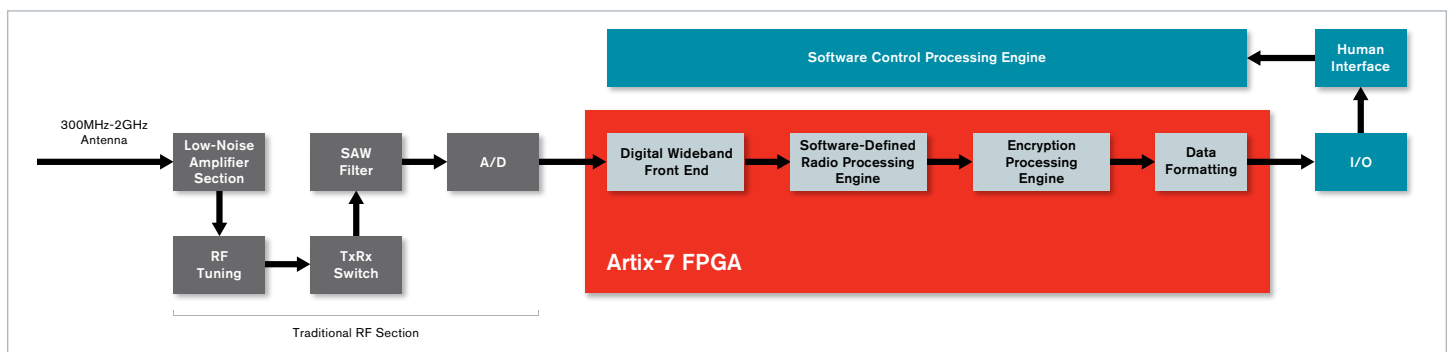 Software Control Processing Engine
Human
Interface
300MHz-2GHz
Antenna
Low-Noise
Amplifier
Section
SAW
Filter
A/D
Digital Wideband
Front End
Software-Defined
Radio Processing
Engine
Encryption
Processing
Engine
Data
Formatting
I/O
RF
Tuning
TxRx
Switch
Artix-7 FPGA
Traditional RF Section